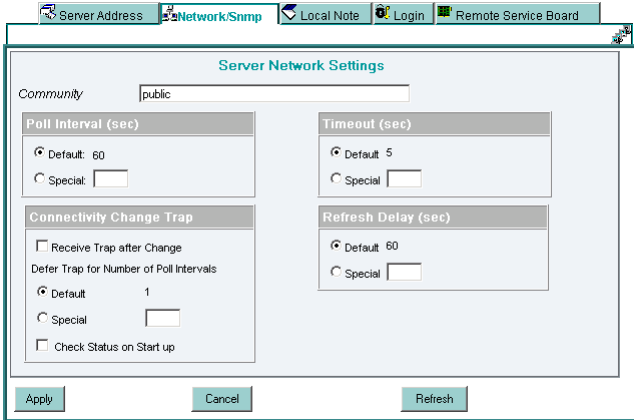 Server Address Network/Snmp Local Note Login Remote Service Board
Server Network Settings
Community public
Poll Interval (sec)
Default: 60
Special:
Timeout (sec)
Default 5
Special
Connectivity Change Trap
Receive Trap after Change
Defer Trap for Number of Poll Intervals
Default 1
Special
Check Status on Start up
Refresh Delay (sec)
Default 60
Special
Apply Cancel Refresh